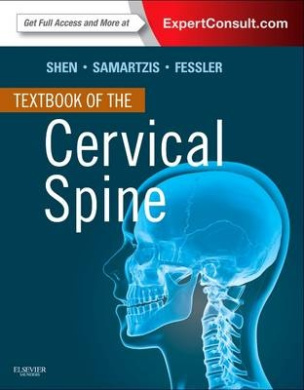 Get Full Access and More at
ExpertConsult.com
SHEN • SAMARTZIS • FESSLER
TEXTBOOK OF THE
Cervical
Spine
ELSEVIER
SAUNDERS